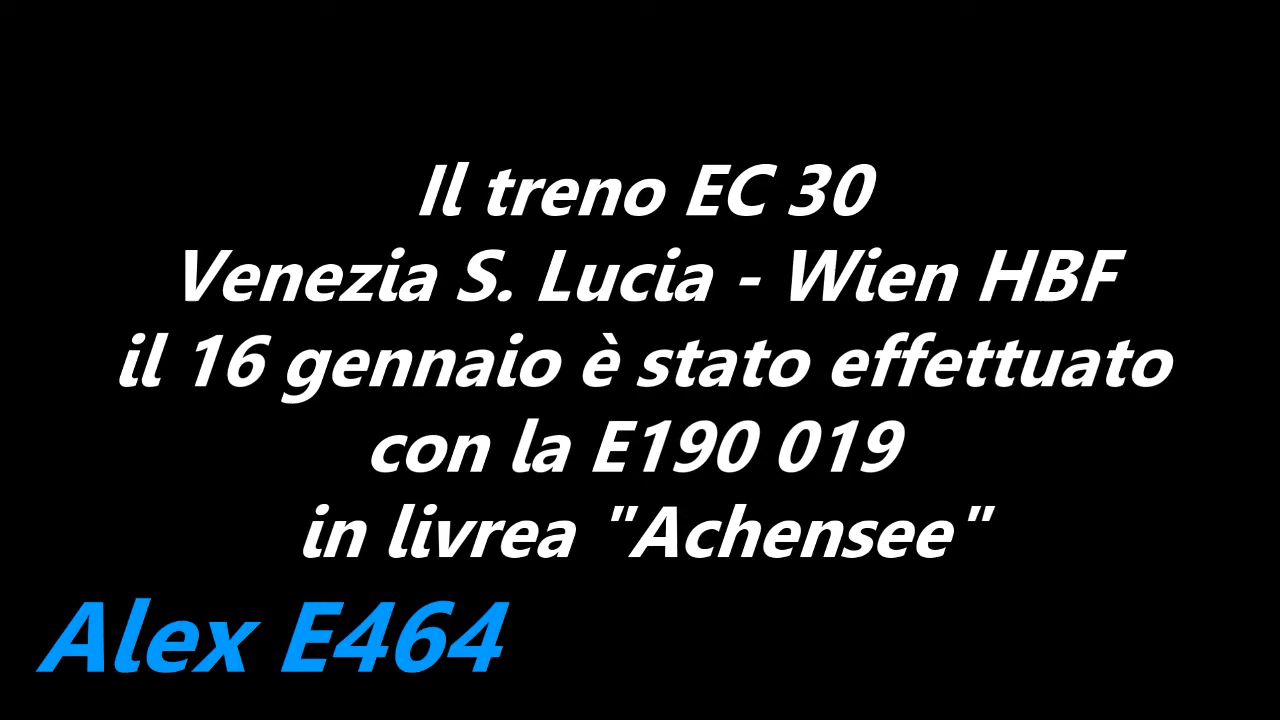 Il treno EC 30
Venezia S. Lucia - Wien HBF
il 16 gennaio è stato effettuato
con la E190 019
in livrea "Achensee"
Alex E464